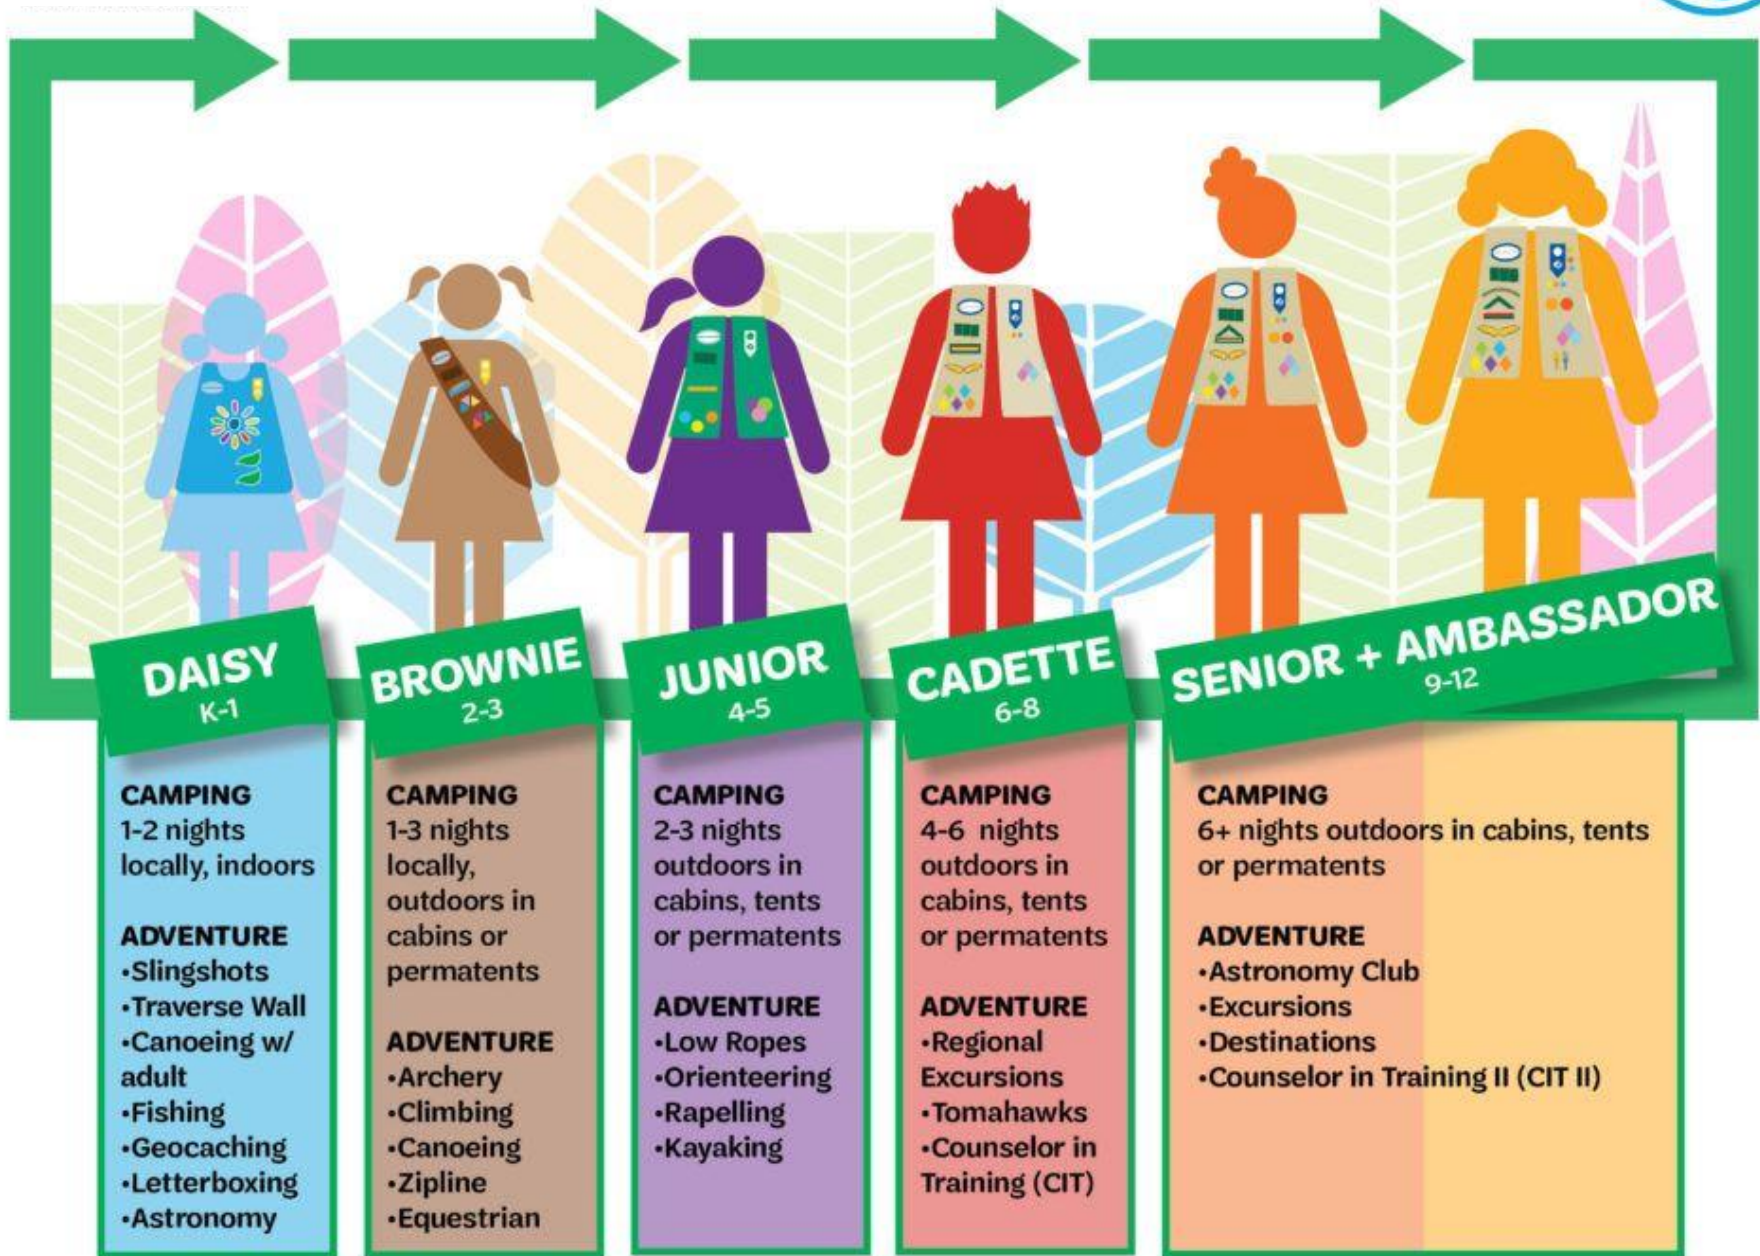 DAISY
K-1
CAMPING
1-2 nights
locally, indoors
ADVENTURE
•Slingshots
•Traverse Wall
•Canoeing w/
adult
•Fishing
•Geocaching
•Letterboxing
•Astronomy
BROWNIE
2-3
CAMPING
1-3 nights
locally,
outdoors in
cabins or
permatents
ADVENTURE
•Archery
•Climbing
•Canoeing
•Zipline
•Equestrian
JUNIOR
4-5
CAMPING
2-3 nights
outdoors in
cabins, tents
or permatents
ADVENTURE
•Low Ropes
•Orienteering
•Rapelling
•Kayaking
CADETTE
6-8
CAMPING
4-6 nights
outdoors in
cabins, tents
or permatents
ADVENTURE
•Regional
Excursions
•Tomahawks
•Counselor in
Training (CIT)
SENIOR + AMBASSADOR
9-12
CAMPING
6+ nights outdoors in cabins, tents
or permatents
ADVENTURE
•Astronomy Club
•Excursions
•Destinations
•Counselor in Training II (CIT II)